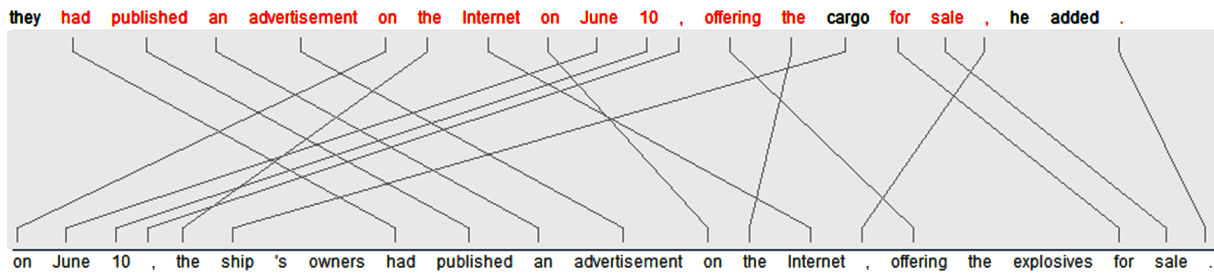 they had published an advertisement on the Internet on June 10 , offering the cargo for sale , he added .
on June 10 , the ship 's owners had published an advertisement on the Internet , offering the explosives for sale .